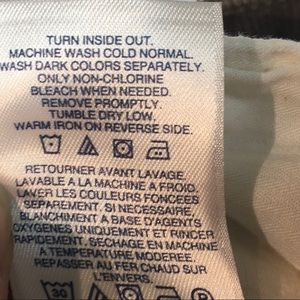 TURN INSIDE OUT.
MACHINE WASH COLD NORMAL.
WASH DARK COLORS SEPARATELY.
ONLY NON-CHLORINE
BLEACH WHEN NEEDED.
REMOVE PROMPTLY.
TUMBLE DRY LOW.
WARM IRON ON REVERSE SIDE.
RETOURNER AVANT LAVAGE.
LAVABLE A LA MACHINE A FROID.
LAVER LES COULEURS FONCEES
SEPAREMENT. SI NECESSAIRE,
BLANCHIMENT A BASE D'AGENTS
OXYGENES UNIQUEMENT ET RINCER
RAPIDEMENT. SECHAGE EN MACHINE
A TEMPERATURE MODEREE.
REPASSER AU FER CHAUD SUR
L'ENVERS.
30